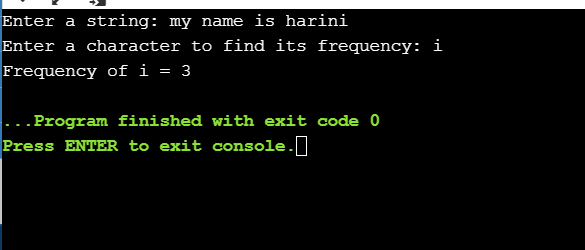 Enter a string: my name is harini
Enter a character to find its frequency: i
Frequency of i = 3
...Program finished with exit code 0
Press ENTER to exit console.